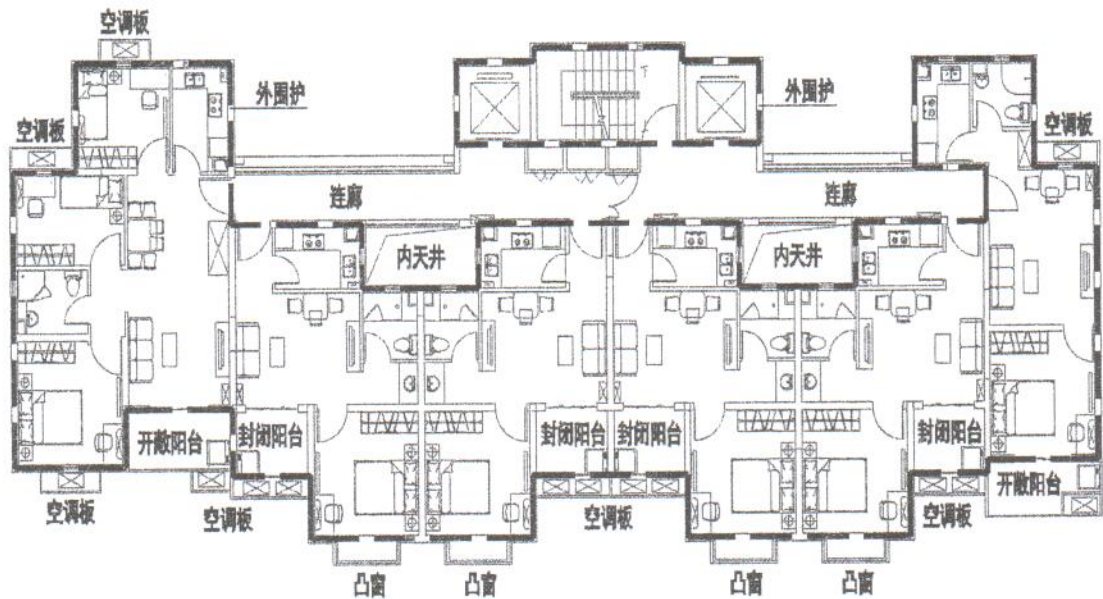 空调板
外围护
外围护
空调板
空调板
连廊
连廊
内天井
内天井
开敞阳台
封闭阳台
封闭阳台
封闭阳台
封闭阳台
开敞阳台
空调板
空调板
空调板
空调板
凸窗
凸窗
凸窗
凸窗